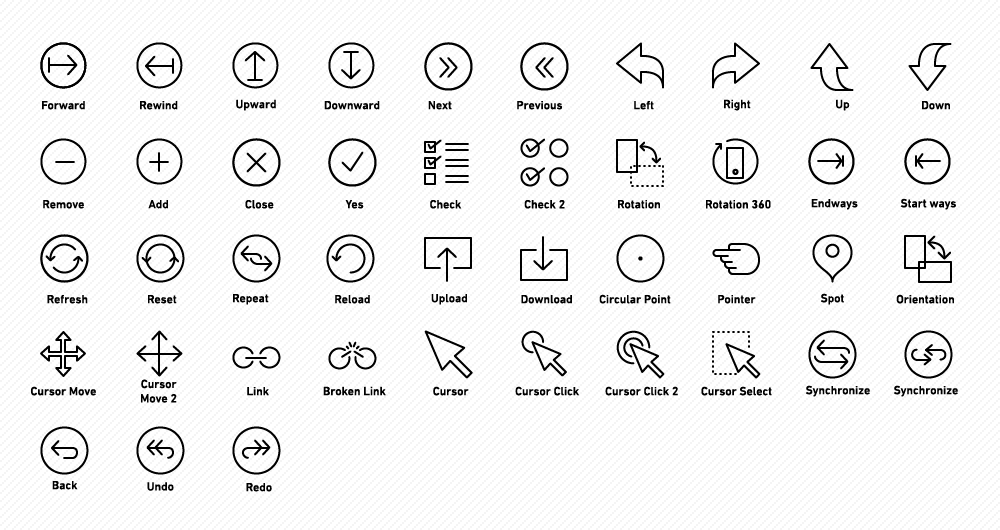 Forward
Rewind
Upward
Downward
Next
Previous
Left
Right
Up
Down
Remove
Add
Close
Yes
Check
Check 2
Rotation
Rotation 360
Endways
Start ways
Refresh
Reset
Repeat
Reload
Upload
Download
Circular Point
Pointer
Spot
Orientation
Cursor Move
Cursor
Move 2
Link
Broken Link
Cursor
Cursor Click
Cursor Click 2
Cursor Select
Synchronize
Synchronize
Back
Undo
Redo